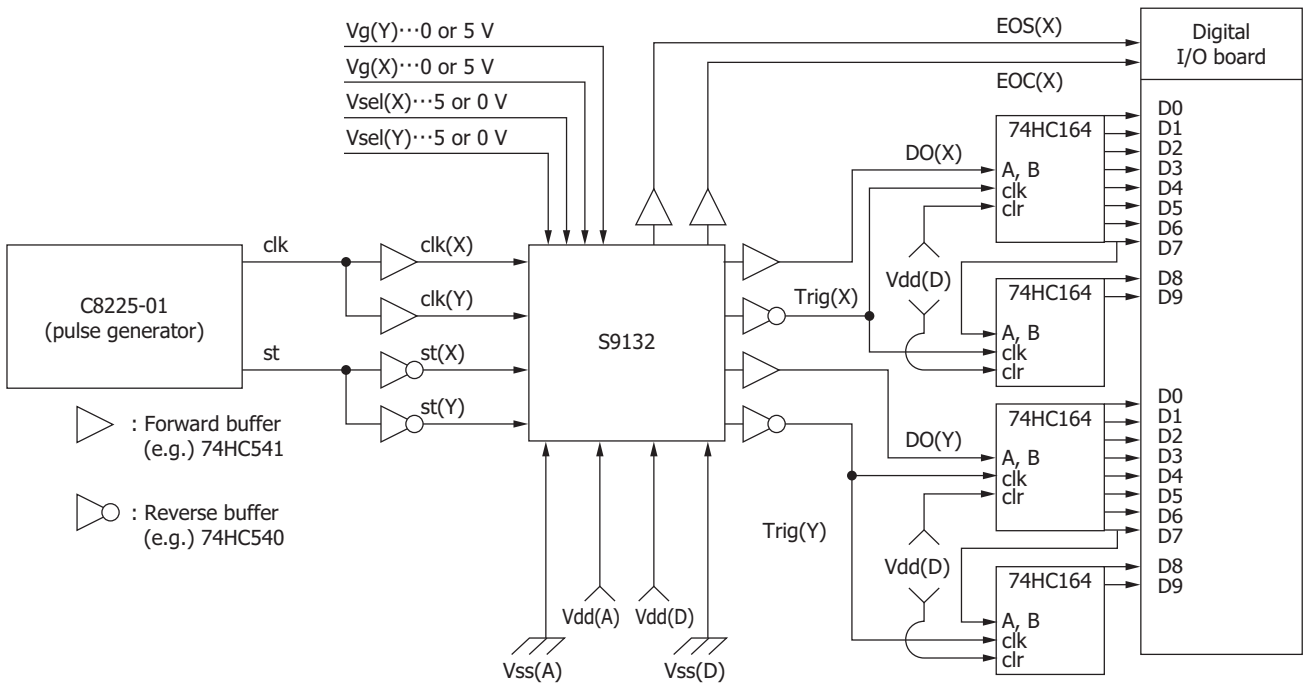 Vg(Y)···0 or 5 V
Vg(X)···0 or 5 V
Vsel(X)···5 or 0 V
Vsel(Y)···5 or 0 V
EOS(X)
EOC(X)
Digital
I/O board
C8225-01
(pulse generator)
clk
st
clk(X)
clk(Y)
st(X)
st(Y)
: Forward buffer
(e.g.) 74HC541
: Reverse buffer
(e.g.) 74HC540
S9132
Vss(A)
Vdd(A)
Vdd(D)
Vss(D)
DO(X)
Trig(X)
DO(Y)
Trig(Y)
74HC164
A, B
clk
clr
Vdd(D)
74HC164
A, B
clk
clr
D0
D1
D2
D3
D4
D5
D6
D7
D8
D9
74HC164
A, B
clk
clr
Vdd(D)
74HC164
A, B
clk
clr
D0
D1
D2
D3
D4
D5
D6
D7
D8
D9